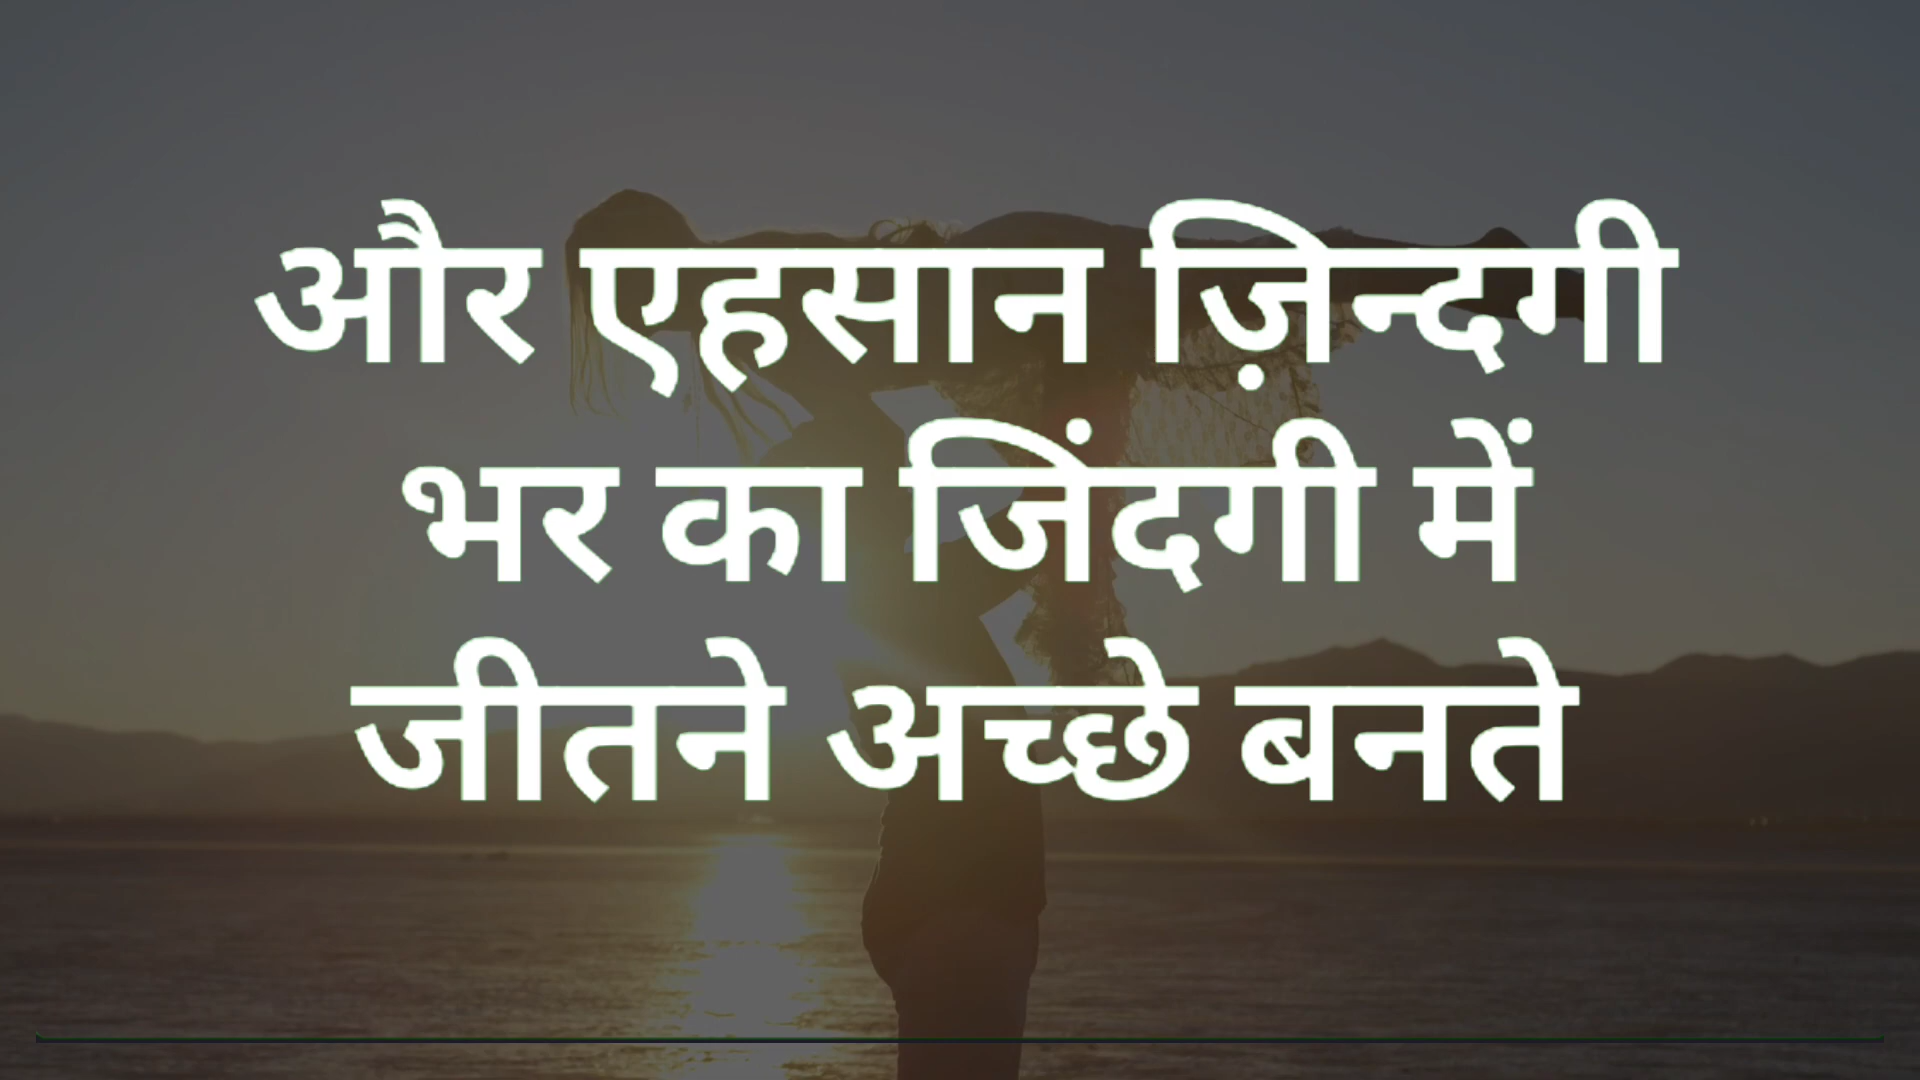 और एहसान ज़िन्दगी
भर का जिंदगी में
जीतने अच्छे बनते